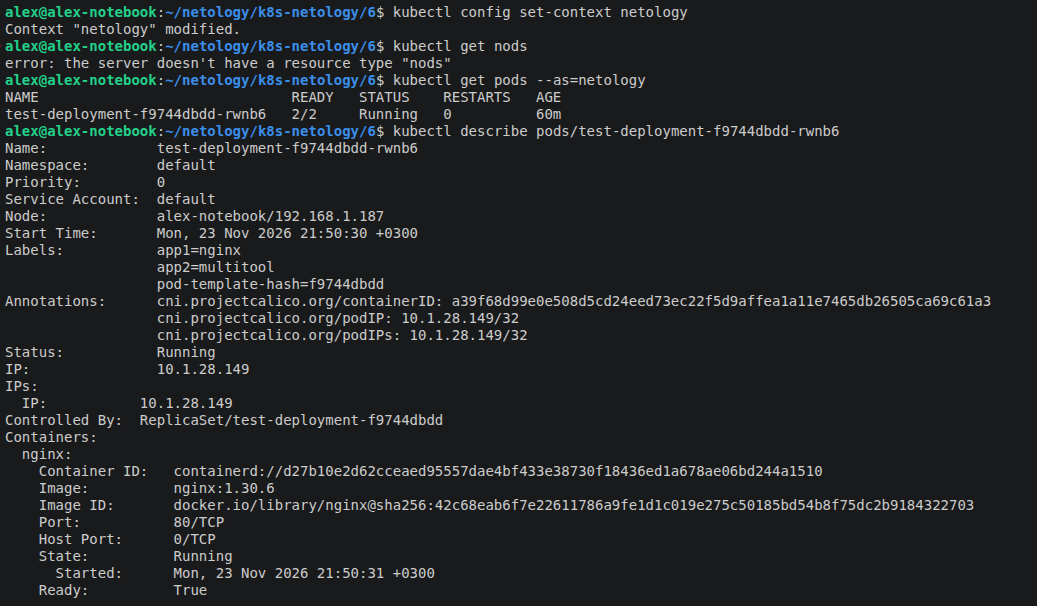 alex@alex-notebook:~/netology/k8s-netology/6$ kubectl config set-context netology
Context "netology" modified.
alex@alex-notebook:~/netology/k8s-netology/6$ kubectl get nods
error: the server doesn't have a resource type "nods"
alex@alex-notebook:~/netology/k8s-netology/6$ kubectl get pods --as=netology
NAME                              READY   STATUS    RESTARTS   AGE
test-deployment-f9744dbdd-rwnb6   2/2     Running   0          60m
alex@alex-notebook:~/netology/k8s-netology/6$ kubectl describe pods/test-deployment-f9744dbdd-rwnb6
Name:             test-deployment-f9744dbdd-rwnb6
Namespace:        default
Priority:         0
Service Account:  default
Node:             alex-notebook/192.168.1.187
Start Time:       Mon, 23 Nov 2026 21:50:30 +0300
Labels:           app1=nginx
                  app2=multitool
                  pod-template-hash=f9744dbdd
Annotations:      cni.projectcalico.org/containerID: a39f68d99e0e508d5cd24eed73ec22f5d9affea1a11e7465db26505ca69c61a3
                  cni.projectcalico.org/podIP: 10.1.28.149/32
                  cni.projectcalico.org/podIPs: 10.1.28.149/32
Status:           Running
IP:               10.1.28.149
IPs:
  IP:           10.1.28.149
Controlled By:  ReplicaSet/test-deployment-f9744dbdd
Containers:
  nginx:
    Container ID:   containerd://d27b10e2d62cceaed95557dae4bf433e38730f18436ed1a678ae06bd244a1510
    Image:          nginx:1.30.6
    Image ID:       docker.io/library/nginx@sha256:42c68eab6f7e22611786a9fe1d1c019e275c50185bd54b8f75dc2b9184322703
    Port:           80/TCP
    Host Port:      0/TCP
    State:          Running
      Started:      Mon, 23 Nov 2026 21:50:31 +0300
    Ready:          True